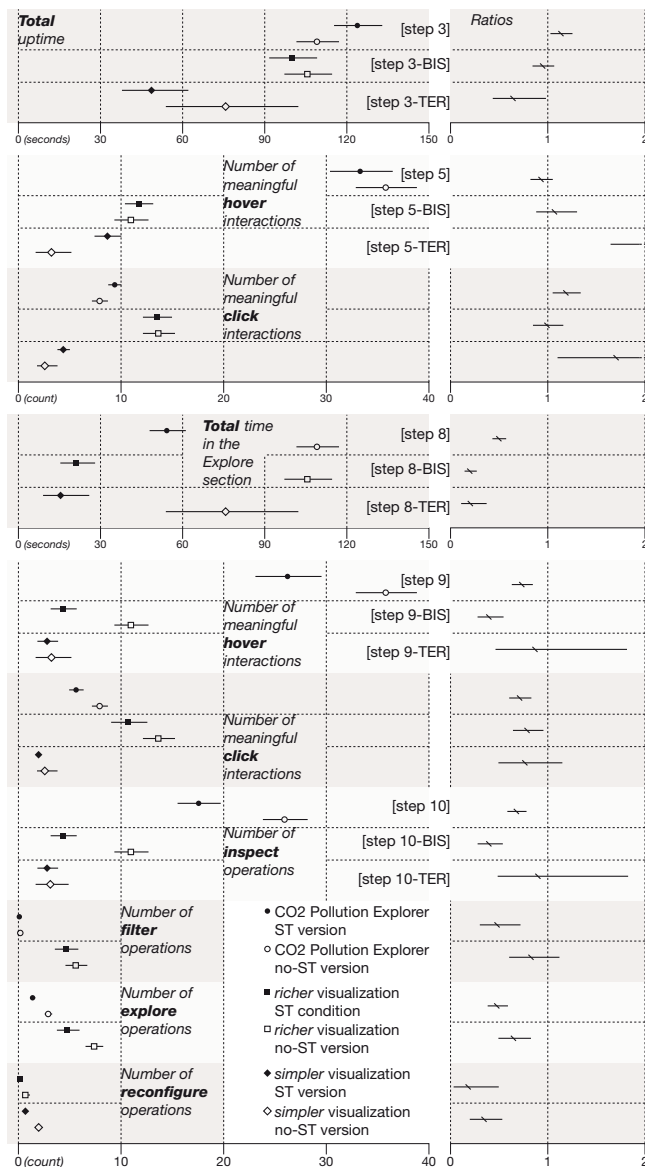 Total
uptime
[step 3]
Ratios
[step 3-BIS]
[step 3-TER]
0 (seconds) 30 60 90 120 150 0 1 2
Number of
meaningful
hover
interactions
[step 5]
[step 5-BIS]
[step 5-TER]
Number of
meaningful
click
interactions
0 (count) 10 20 30 40 0 1 2
Total time
in the
Explore
section
[step 8]
[step 8-BIS]
[step 8-TER]
0 (seconds) 30 60 90 120 150 0 1 2
[step 9]
Number of
meaningful
hover
interactions
[step 9-BIS]
[step 9-TER]
Number of
meaningful
click
interactions
[step 10]
Number of
inspect
operations
[step 10-BIS]
[step 10-TER]
Number of
filter
operations
CO2 Pollution Explorer
ST version
CO2 Pollution Explorer
no-ST version
Number of
explore
operations
richer visualization
ST condition
richer visualization
no-ST version
Number of
reconfigure
operations
simpler visualization
ST version
simpler visualization
no-ST version
0 (count) 10 20 30 40 0 1 2